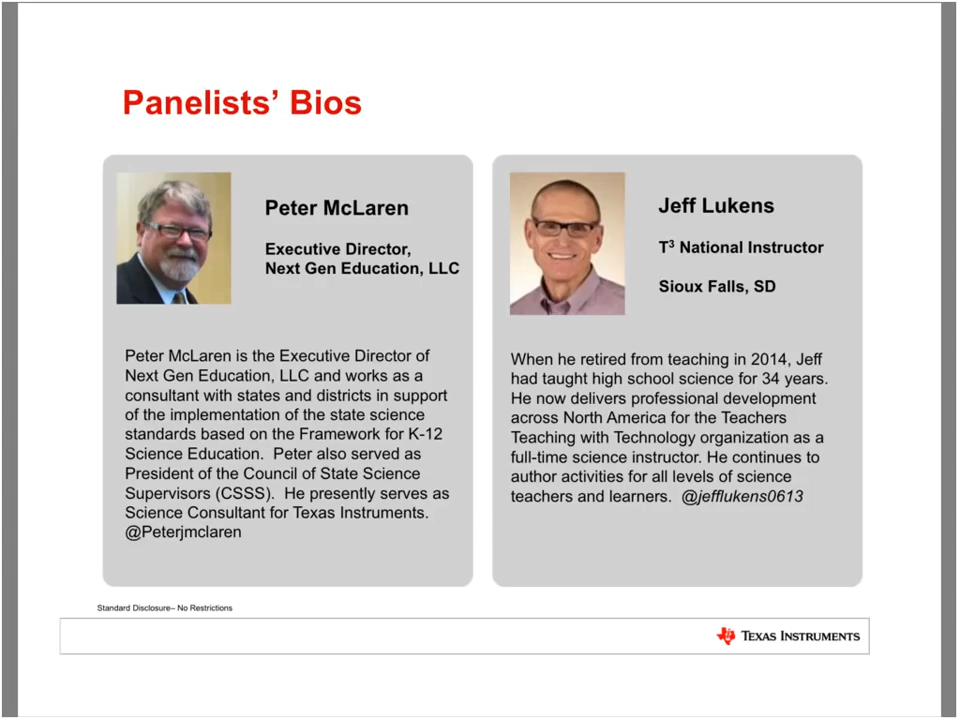 Panelists' Bios
Peter McLaren
Executive Director,
Next Gen Education, LLC
Peter McLaren is the Executive Director of
Next Gen Education, LLC and works as a
consultant with states and districts in support
of the implementation of the state science
standards based on the Framework for K-12
Science Education.  Peter also served as
President of the Council of State Science
Supervisors (CSSS).  He presently serves as
Science Consultant for Texas Instruments.
@Peterjmclaren
Jeff Lukens
T³ National Instructor
Sioux Falls, SD
When he retired from teaching in 2014, Jeff
had taught high school science for 34 years.
He now delivers professional development
across North America for the Teachers
Teaching with Technology organization as a
full-time science instructor. He continues to
author activities for all levels of science
teachers and learners.  @jefflukens0613
Standard Disclosure– No Restrictions
TEXAS INSTRUMENTS